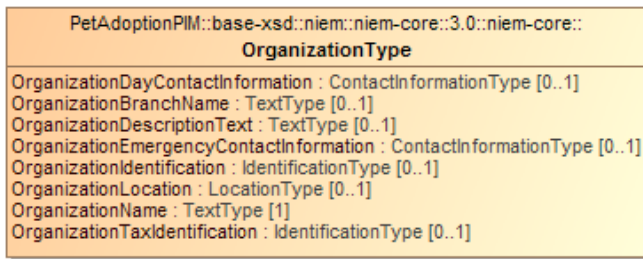 PetAdoptionPIM::base-xsd::niem::niem-core::3.0::niem-core::
OrganizationType
OrganizationDayContactInformation : ContactInformationType [0..1]
OrganizationBranchName : TextType [0..1]
OrganizationDescriptionText : TextType [0..1]
OrganizationEmergencyContactInformation : ContactInformationType [0..1]
OrganizationIdentification : IdentificationType [0..1]
OrganizationLocation : LocationType [0..1]
OrganizationName : TextType [1]
OrganizationTaxIdentification : IdentificationType [0..1]